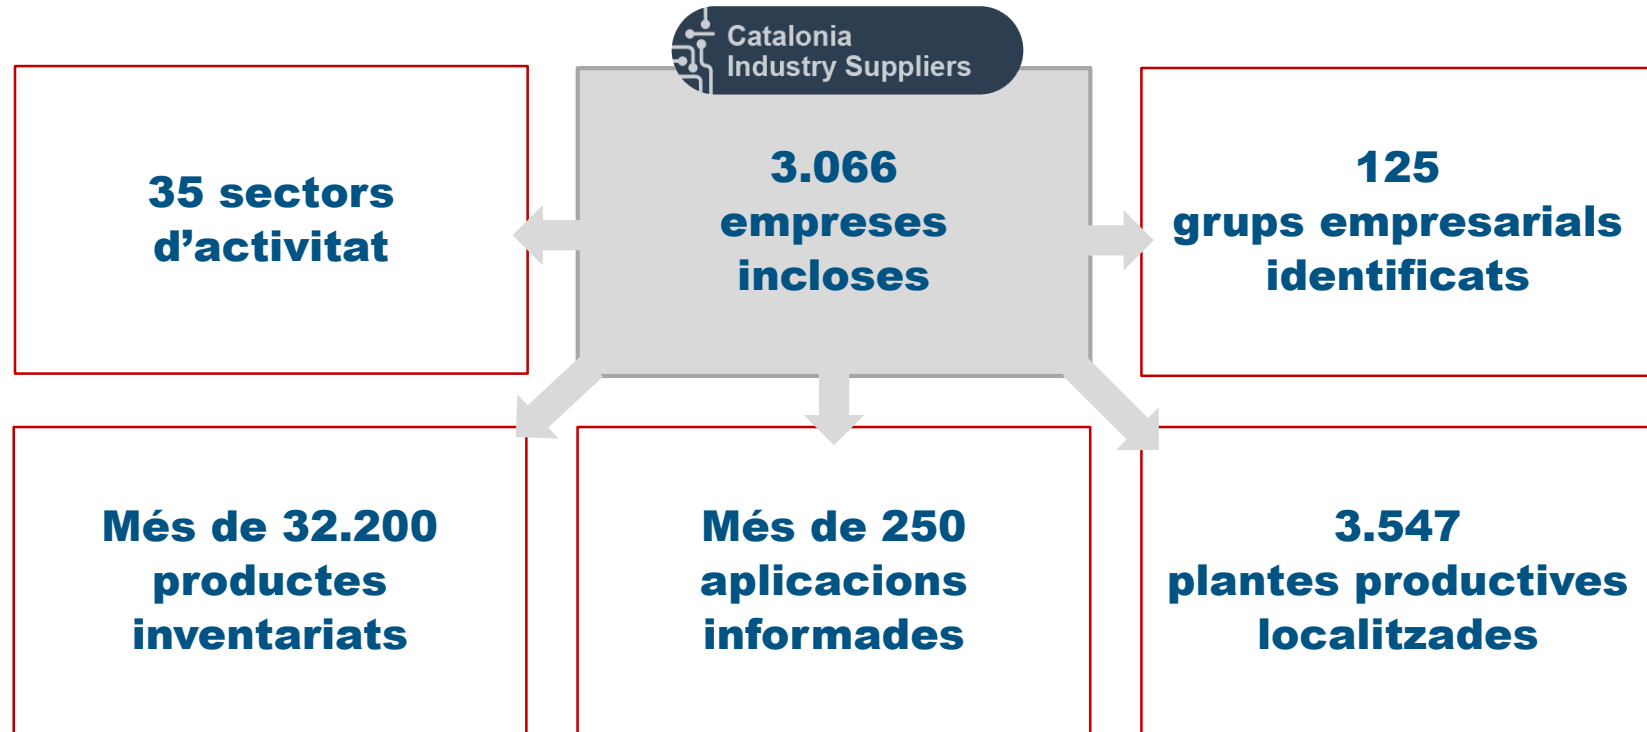 Catalonia
Industry Suppliers
35 sectors
d’activitat
3.066
empreses
incloses
125
grups empresarials
identificats
Més de 32.200
productes
inventariats
Més de 250
aplicacions
informades
3.547
plantes productives
localitzades